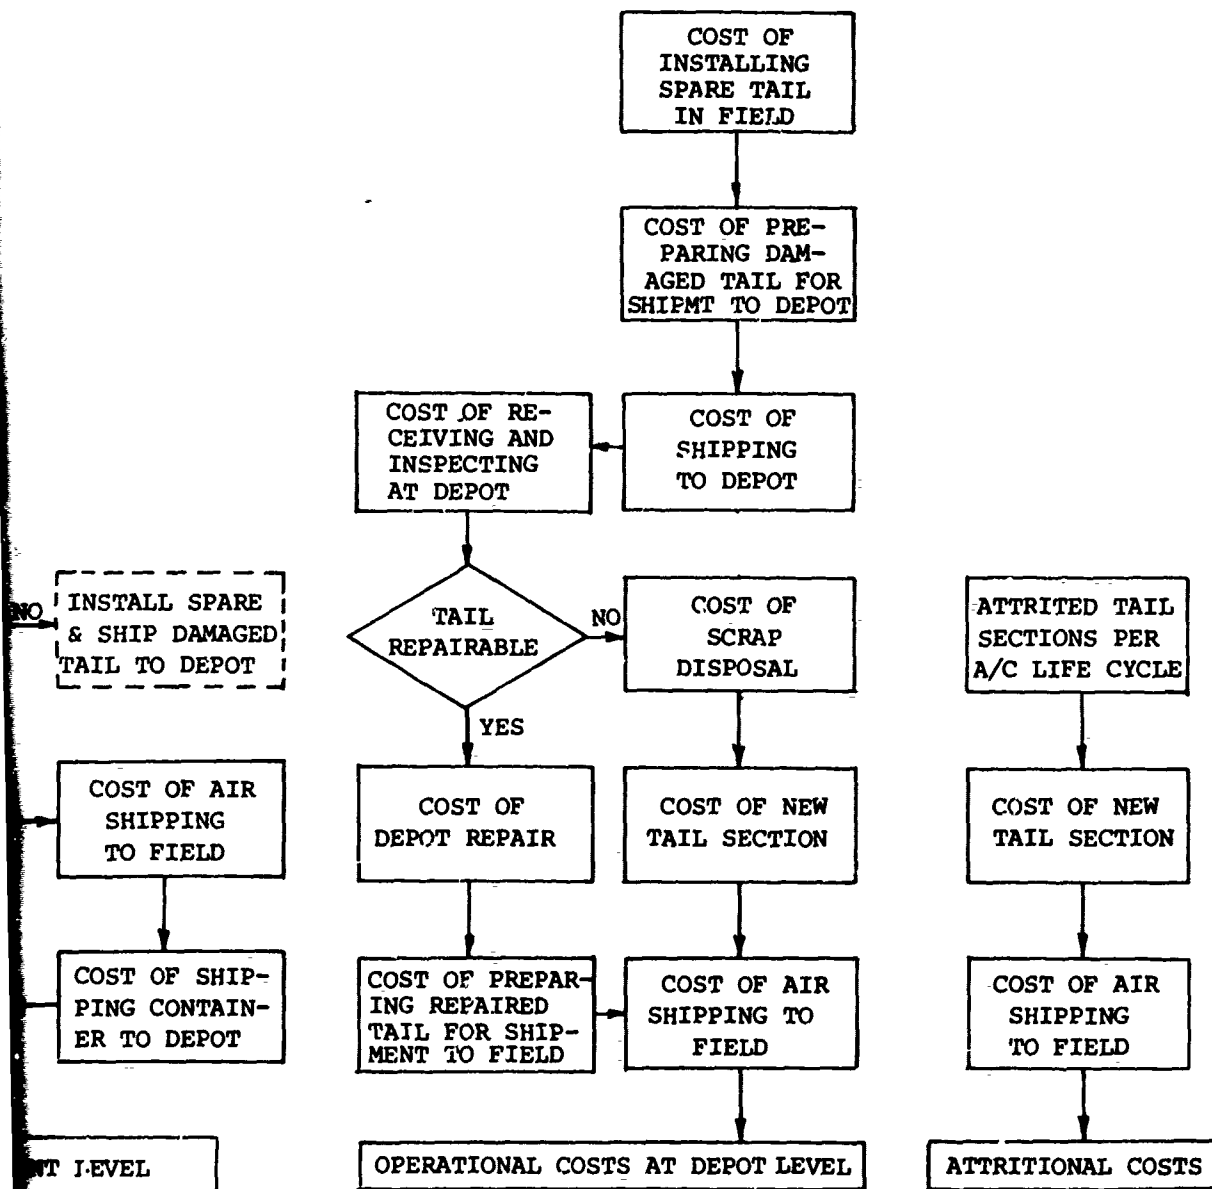 COST OF
INSTALLING
SPARE TAIL
IN FIELD
COST OF PRE-
PARING DAM-
AGED TAIL FOR
SHIPMT TO DEPOT
COST OF RE-
CEIVING AND
INSPECTING
AT DEPOT
COST OF
SHIPPING
TO DEPOT
NO
INSTALL SPARE
& SHIP DAMAGED
TAIL TO DEPOT
TAIL
REPAIRABLE
NO
YES
COST OF
SCRAP
DISPOSAL
ATTRITED TAIL
SECTIONS PER
A/C LIFE CYCLE
COST OF AIR
SHIPPING
TO FIELD
COST OF
DEPOT REPAIR
COST OF NEW
TAIL SECTION
COST OF NEW
TAIL SECTION
COST OF SHIP-
PING CONTAIN-
ER TO DEPOT
COST OF PREPAR-
ING REPAIRED
TAIL FOR SHIP-
MENT TO FIELD
COST OF AIR
SHIPPING TO
FIELD
COST OF AIR
SHIPPING
TO FIELD
LEVEL
OPERATIONAL COSTS AT DEPOT LEVEL
ATTRITIONAL COSTS